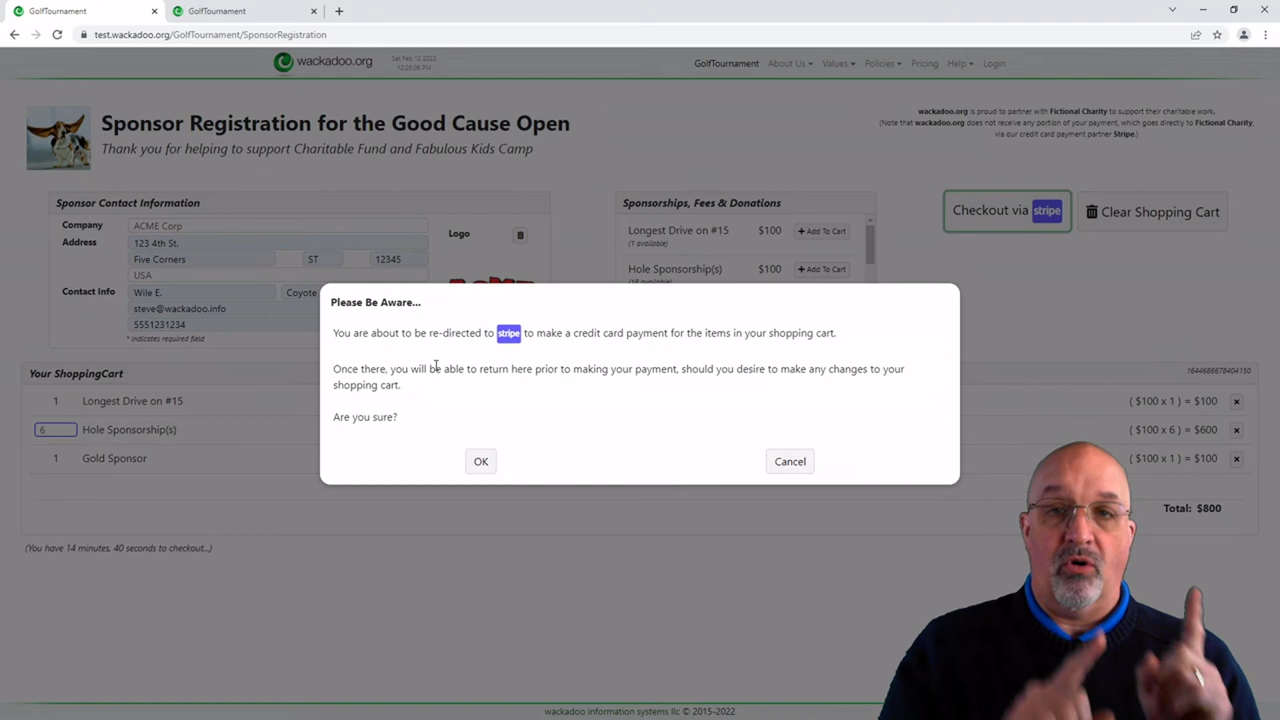 GolfTournament
GolfTournament
test.wackadoo.org/GolfTournament/SponsorRegistration
wackadoo.org
Sat Feb 12 2022
12:26:06 PM
GolfTournament About Us Values Policies Pricing Help Login
Sponsor Registration for the Good Cause Open
Thank you for helping to support Charitable Fund and Fabulous Kids Camp
wackadoo.org is proud to partner with Fictional Charity to support their charitable work.
(Note that wackadoo.org does not receive any portion of your payment, which goes directly to Fictional Charity,
via our credit card payment partner Stripe.)
Sponsor Contact Information
Company ACME Corp
Address 123 4th St.
Five Corners ST 12345
USA
Contact Info Wile E. Coyote
steve@wackadoo.info
5551231234
* indicates required field
Logo
Sponsorships, Fees & Donations
Longest Drive on #15 $100 + Add To Cart
(1 available)
Hole Sponsorship(s) $100 + Add To Cart
Checkout via stripe
Clear Shopping Cart
Please Be Aware...
You are about to be re-directed to stripe to make a credit card payment for the items in your shopping cart.
Once there, you will be able to return here prior to making your payment, should you desire to make any changes to your
shopping cart.
Are you sure?
OK Cancel
Your ShoppingCart 1644686678404150
1 Longest Drive on #15 ( $100 x 1 ) = $100
6 Hole Sponsorship(s) ( $100 x 6 ) = $600
1 Gold Sponsor ( $100 x 1 ) = $100
Total: $800
(You have 14 minutes, 40 seconds to checkout...)
wackadoo information systems llc © 2015-2022